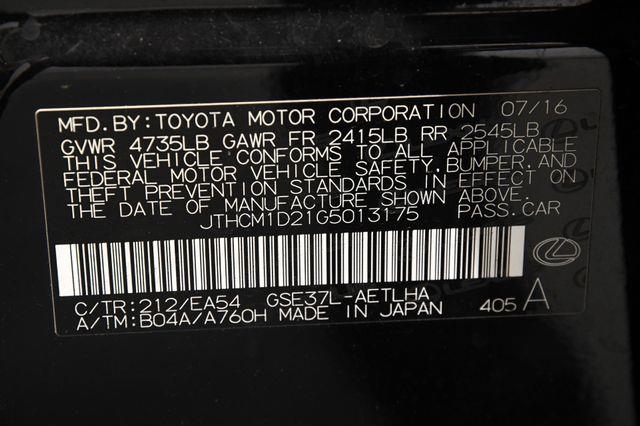 MFD.BY:TOYOTA MOTOR CORPORATION 07/16
GVWR 4735LB GAWR FR 2415LB RR 2545LB
THIS VEHICLE CONFORMS TO ALL APPLICABLE
FEDERAL MOTOR VEHICLE SAFETY,BUMPER,AND
THEFT PREVENTION STANDARDS IN EFFECT ON
THE DATE OF MANUFACTURE SHOWN ABOVE.
JTHCM1D21G5013175 PASS.CAR
C/TR:212/EA54 GSE37L-AETLHA
A/TM:B04A/A760H MADE IN JAPAN 405 A